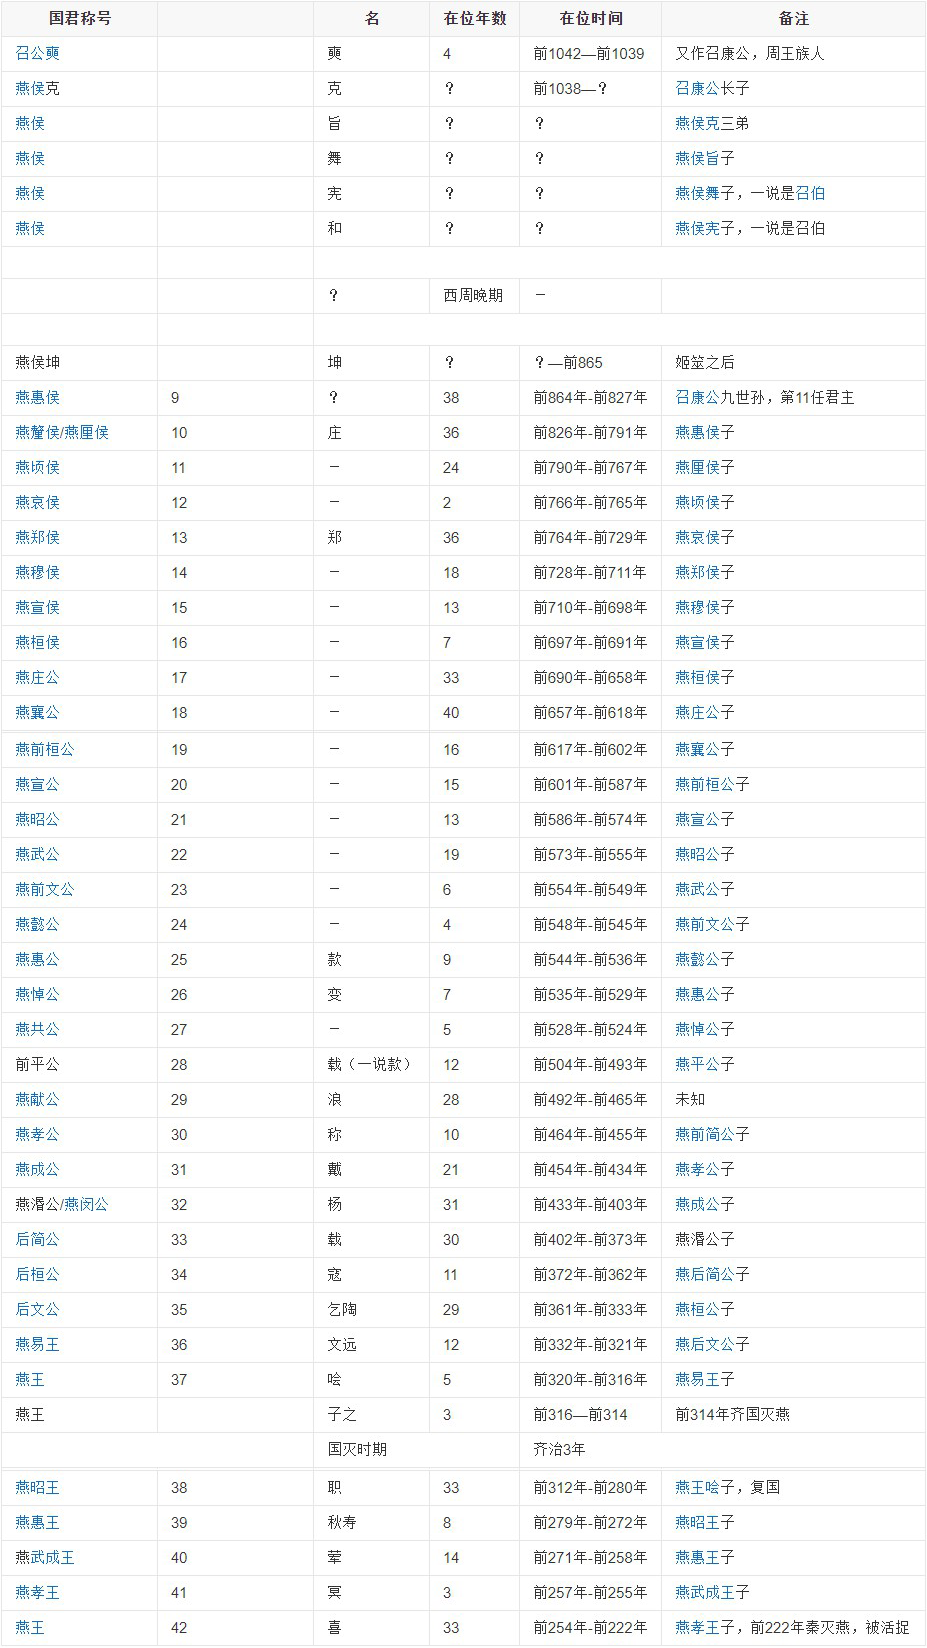 国君称号 名 在位年数 在位时间 备注
召公奭 奭 4 前1042—前1039 又作召康公，周王族人
燕侯克 克 ？ 前1038—？ 召康公长子
燕侯 旨 ？ ？ 燕侯克三弟
燕侯 舞 ？ ？ 燕侯旨子
燕侯 宪 ？ ？ 燕侯舞子，一说是召伯
燕侯 和 ？ ？ 燕侯宪子，一说是召伯
？ 西周晚期 －
燕侯坤 坤 ？ ？—前865 姬筮之后
燕惠侯 9 ？ 38 前864年-前827年 召康公九世孙，第11任君主
燕釐侯/燕厘侯 10 庄 36 前826年-前791年 燕惠侯子
燕顷侯 11 － 24 前790年-前767年 燕厘侯子
燕哀侯 12 － 2 前766年-前765年 燕顷侯子
燕郑侯 13 郑 36 前764年-前729年 燕哀侯子
燕穆侯 14 － 18 前728年-前711年 燕郑侯子
燕宣侯 15 － 13 前710年-前698年 燕穆侯子
燕桓侯 16 － 7 前697年-前691年 燕宣侯子
燕庄公 17 － 33 前690年-前658年 燕桓侯子
燕襄公 18 － 40 前657年-前618年 燕庄公子
燕前桓公 19 － 16 前617年-前602年 燕襄公子
燕宣公 20 － 15 前601年-前587年 燕前桓公子
燕昭公 21 － 13 前586年-前574年 燕宣公子
燕武公 22 － 19 前573年-前555年 燕昭公子
燕前文公 23 － 6 前554年-前549年 燕武公子
燕懿公 24 － 4 前548年-前545年 燕前文公子
燕惠公 25 款 9 前544年-前536年 燕懿公子
燕悼公 26 变 7 前535年-前529年 燕惠公子
燕共公 27 － 5 前528年-前524年 燕悼公子
前平公 28 载（一说款） 12 前504年-前493年 燕平公子
燕献公 29 浪 28 前492年-前465年 未知
燕孝公 30 称 10 前464年-前455年 燕前简公子
燕成公 31 戴 21 前454年-前434年 燕孝公子
燕湣公/燕闵公 32 杨 31 前433年-前403年 燕成公子
后简公 33 载 30 前402年-前373年 燕湣公子
后桓公 34 寇 11 前372年-前362年 燕后简公子
后文公 35 乞陶 29 前361年-前333年 燕桓公子
燕易王 36 文远 12 前332年-前321年 燕后文公子
燕王 37 哙 5 前320年-前316年 燕易王子
燕王 子之 3 前316—前314 前314年齐国灭燕
国灭时期 齐治3年
燕昭王 38 职 33 前312年-前280年 燕王哙子，复国
燕惠王 39 秋寿 8 前279年-前272年 燕昭王子
燕武成王 40 荤 14 前271年-前258年 燕惠王子
燕孝王 41 冥 3 前257年-前255年 燕武成王子
燕王 42 喜 33 前254年-前222年 燕孝王子，前222年秦灭燕，被活捉